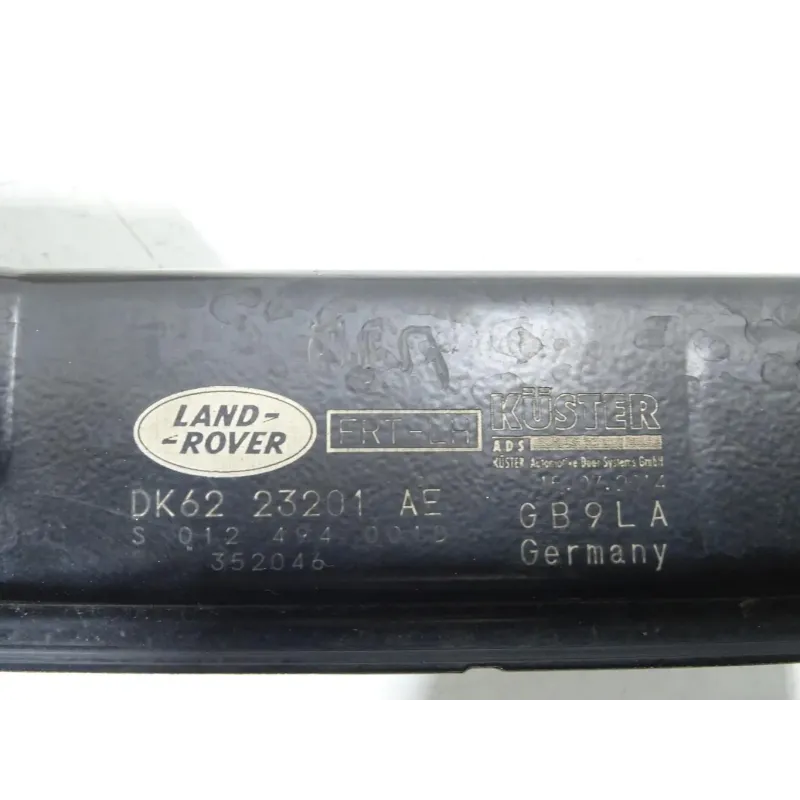 LAND-
-ROVER
FRT-LH
KÜSTER
ADS
KÜSTER Automotive Door Systems GmbH
DK62 23201 AE
GB9LA
S 012 494
352046
Germany